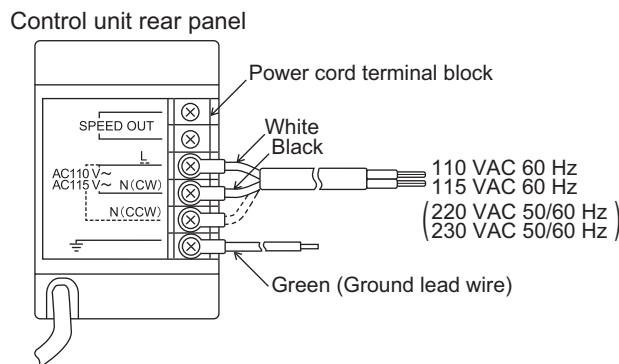 Control unit rear panel
Power cord terminal block
SPEED OUT
White
Black
L
AC110 V~
AC115 V~ N(CW)
N(CCW)
110 VAC 60 Hz
115 VAC 60 Hz
(220 VAC 50/60 Hz
230 VAC 50/60 Hz)
Green (Ground lead wire)